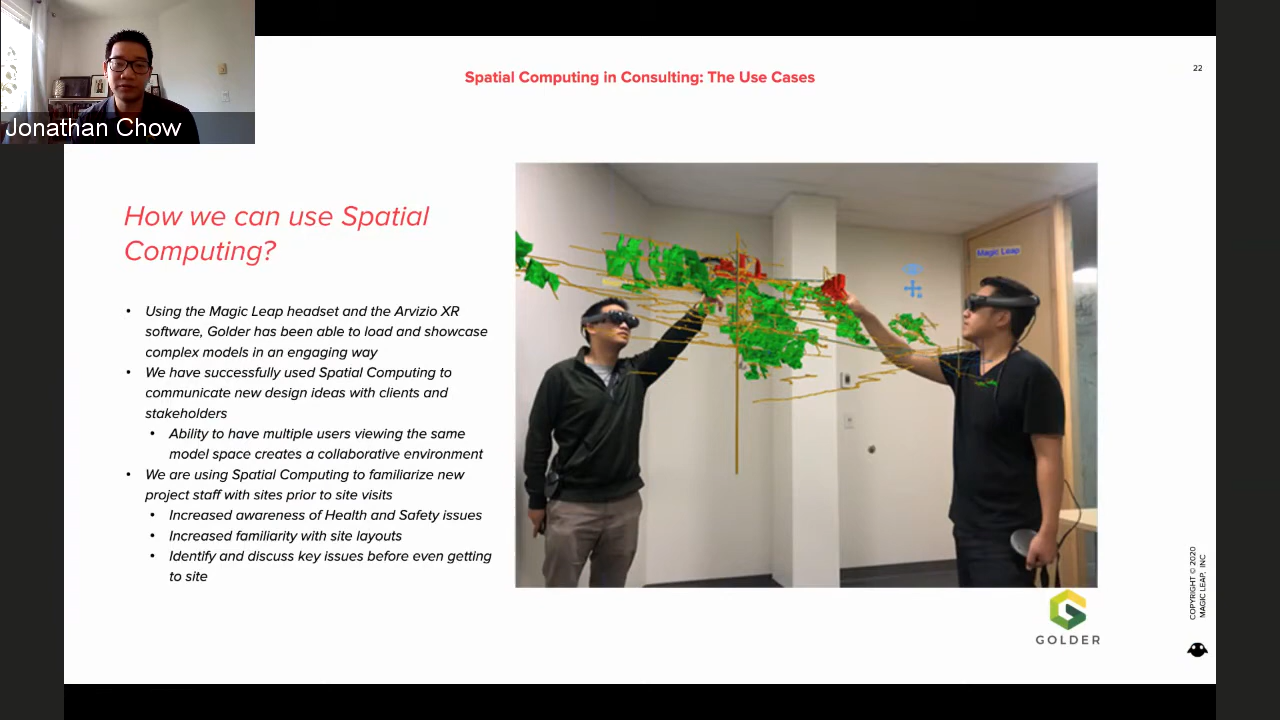 Jonathan Chow
Spatial Computing in Consulting: The Use Cases
22
How we can use Spatial
Computing?
• Using the Magic Leap headset and the Arvizio XR
software, Golder has been able to load and showcase
complex models in an engaging way
• We have successfully used Spatial Computing to
communicate new design ideas with clients and
stakeholders
• Ability to have multiple users viewing the same
model space creates a collaborative environment
• We are using Spatial Computing to familiarize new
project staff with sites prior to site visits
• Increased awareness of Health and Safety issues
• Increased familiarity with site layouts
• Identify and discuss key issues before even getting
to site
Magic Leap
GOLDER
COPYRIGHT © 2020
MAGIC LEAP, INC